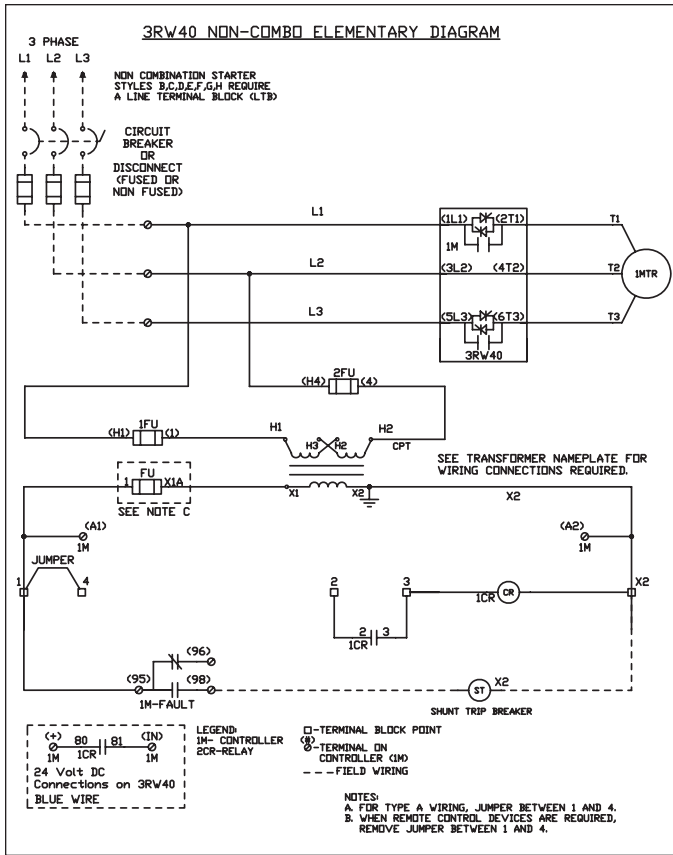 3RW40 NON-COMBO ELEMENTARY DIAGRAM
3 PHASE
L1 L2 L3
NON COMBINATION STARTER
STYLES B,C,D,E,F,G,H REQUIRE
A LINE TERMINAL BLOCK (LTB)
CIRCUIT
BREAKER
OR
DISCONNECT
(FUSED OR
NON FUSED)
L1
(1L1) (2T1)
T1
1M
L2
(3L2) (4T2)
T2
1MTR
L3
(5L3) (6T3)
T3
3RW40
2FU
(H4) (4)
1FU
(H1) (1)
H1 H3 H2 H2
CPT
SEE TRANSFORMER NAMEPLATE FOR
WIRING CONNECTIONS REQUIRED.
FU
1 X1A
X1 X2
X2
SEE NOTE C
(A1)
1M
(A2)
1M
JUMPER
1 4
2 3
1CR CR
X2
2 3
1CR
(96)
(95) (98)
1M-FAULT
ST X2
SHUNT TRIP BREAKER
(+) 80 81 (IN)
1M 1CR 1M
24 Volt DC
Connections on 3RW40
BLUE WIRE
LEGEND:
1M- CONTROLLER
2CR-RELAY
□-TERMINAL BLOCK POINT
(#)
-TERMINAL ON
CONTROLLER (1M)
----FIELD WIRING
NOTES:
A. FOR TYPE A WIRING, JUMPER BETWEEN 1 AND 4.
B. WHEN REMOTE CONTROL DEVICES ARE REQUIRED,
REMOVE JUMPER BETWEEN 1 AND 4.